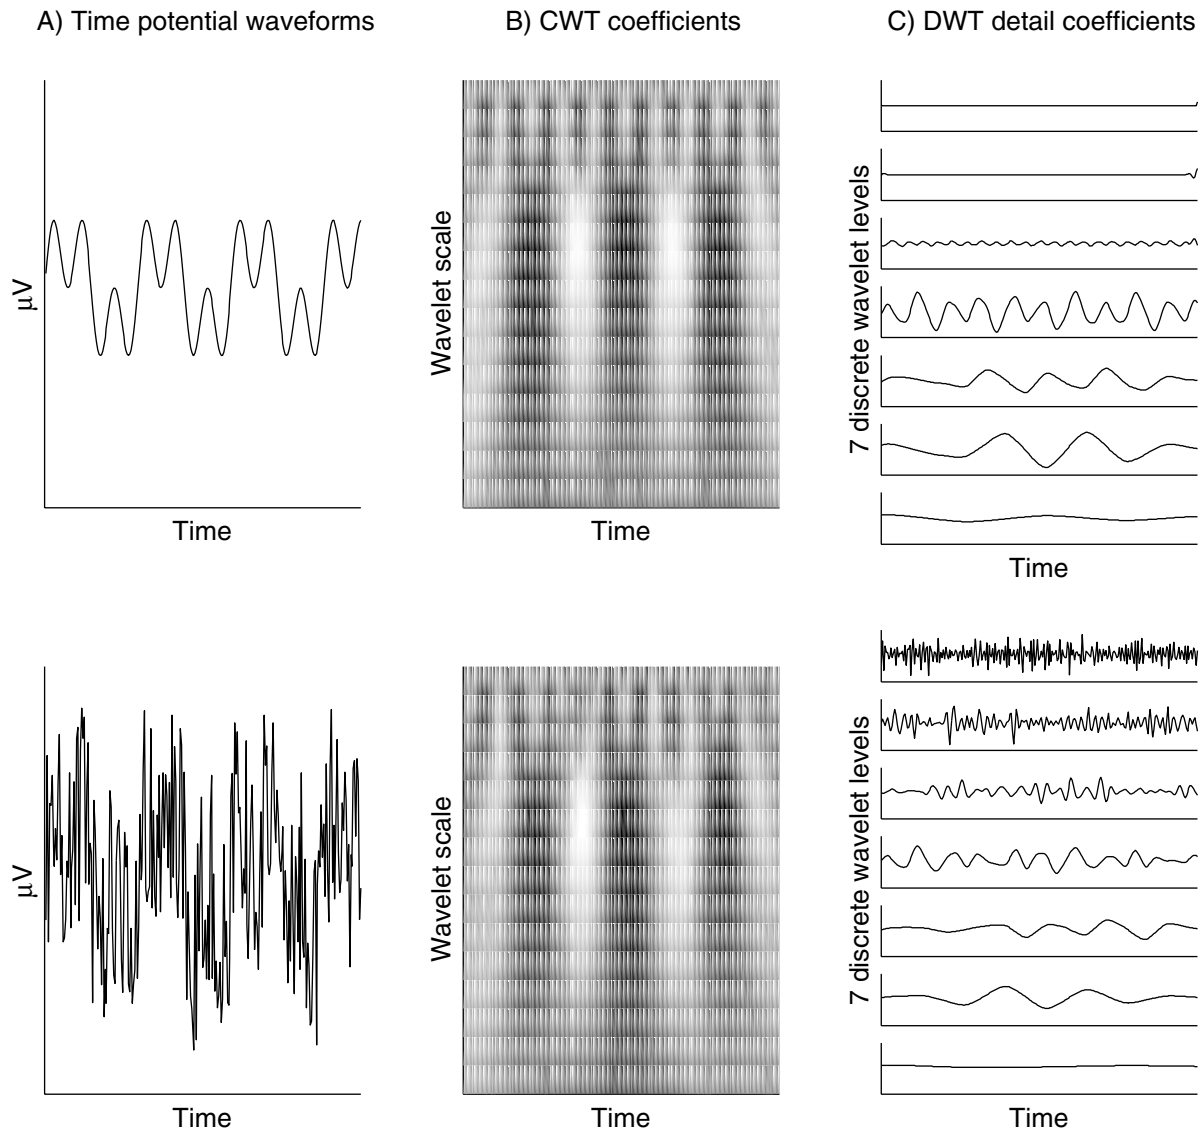 A) Time potential waveforms
B) CWT coefficients
C) DWT detail coefficients
μV
Time
Wavelet scale
Time
7 discrete wavelet levels
Time
μV
Time
Wavelet scale
Time
7 discrete wavelet levels
Time